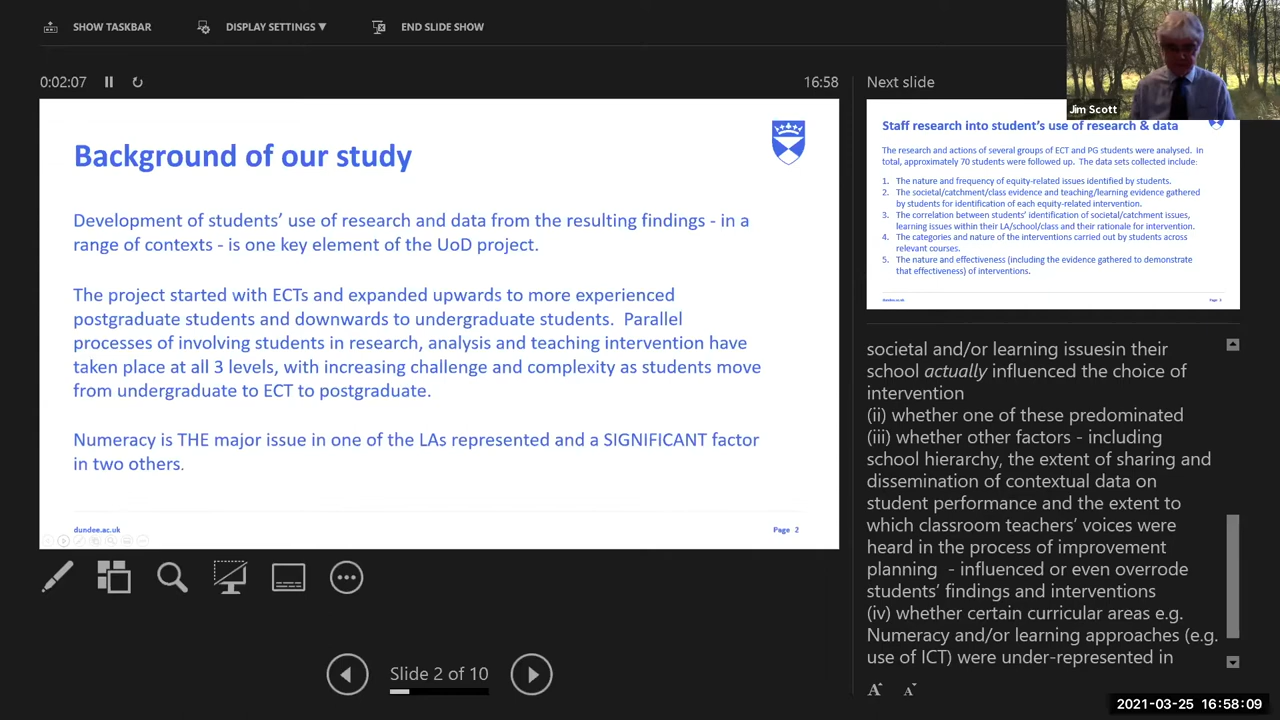 SHOW TASKBAR
DISPLAY SETTINGS ▼
END SLIDE SHOW
0:02:07
16:58
Background of our study
Development of students' use of research and data from the resulting findings - in a
range of contexts - is one key element of the UoD project.
The project started with ECTs and expanded upwards to more experienced
postgraduate students and downwards to undergraduate students.  Parallel
processes of involving students in research, analysis and teaching intervention have
taken place at all 3 levels, with increasing challenge and complexity as students move
from undergraduate to ECT to postgraduate.
Numeracy is THE major issue in one of the LAs represented and a SIGNIFICANT factor
in two others.
dundee.ac.uk
Page 2
Slide 2 of 10
Next slide
Jim Scott
Staff research into student's use of research & data
The research and actions of several groups of ECT and PG students were analysed.  In
total, approximately 70 students were followed up.  The data sets collected include:
1. The nature and frequency of equity-related issues identified by students.
2. The societal/catchment/class evidence and teaching/learning evidence gathered
by students for identification of each equity-related intervention.
3. The correlation between students' identification of societal/catchment issues,
learning issues within their LA/school/class and their rationale for intervention.
4. The categories and nature of the interventions carried out by students across
relevant courses.
5. The nature and effectiveness (including the evidence gathered to demonstrate
that effectiveness) of interventions.
dundee.ac.uk
Page 3
societal and/or learning issuesin their
school actually influenced the choice of
intervention
(ii) whether one of these predominated
(iii) whether other factors - including
school hierarchy, the extent of sharing and
dissemination of contextual data on
student performance and the extent to
which classroom teachers' voices were
heard in the process of improvement
planning  - influenced or even overrode
students' findings and interventions
(iv) whether certain curricular areas e.g.
Numeracy and/or learning approaches (e.g.
use of ICT) were under-represented in
A A
2021-03-25 16:58:09